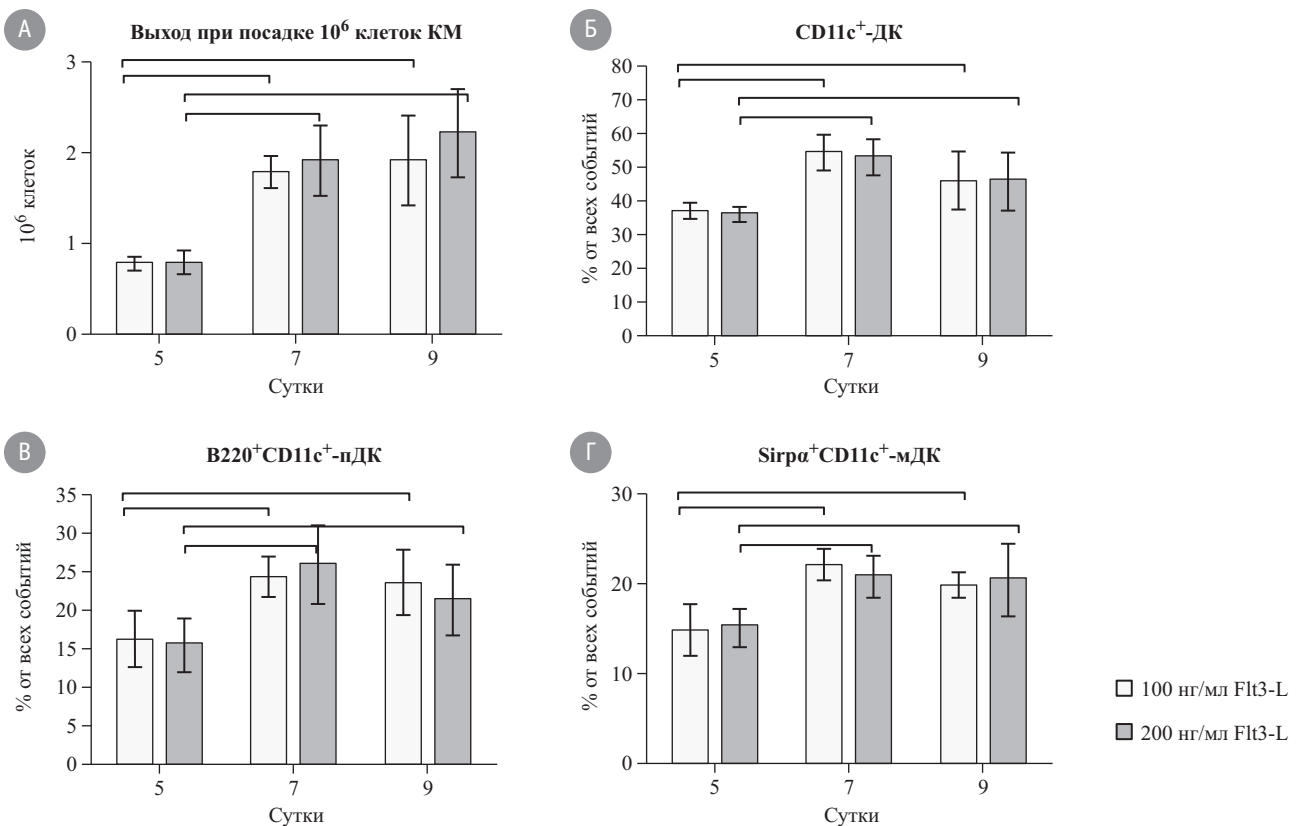 А
Выход при посадке 10⁶ клеток КМ
3
2
1
0
10⁶ клеток
5 7 9
Сутки
Б
CD11c⁺-ДК
80
70
60
50
40
30
20
10
0
% от всех событий
5 7 9
Сутки
В
B220⁺CD11c⁺-пДК
35
30
25
20
15
10
5
0
% от всех событий
5 7 9
Сутки
Г
Sirpα⁺CD11c⁺-мДК
30
20
10
0
% от всех событий
5 7 9
Сутки
100 нг/мл Flt3-L
200 нг/мл Flt3-L